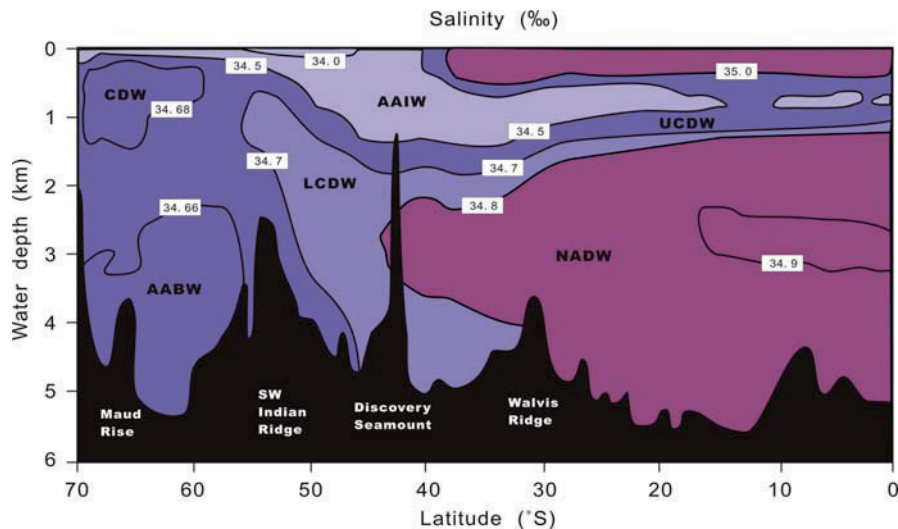 Salinity (‰)
0
1
2
3
4
5
6
Water depth (km)
34.0
34.5
35.0
CDW
34.68
AAIW
34.5
UCDW
34.7
34.7
LCDW
34.8
34.66
NADW
34.9
AABW
Maud
Rise
SW
Indian
Ridge
Discovery
Seamount
Walvis
Ridge
70 60 50 40 30 20 10 0
Latitude (°S)